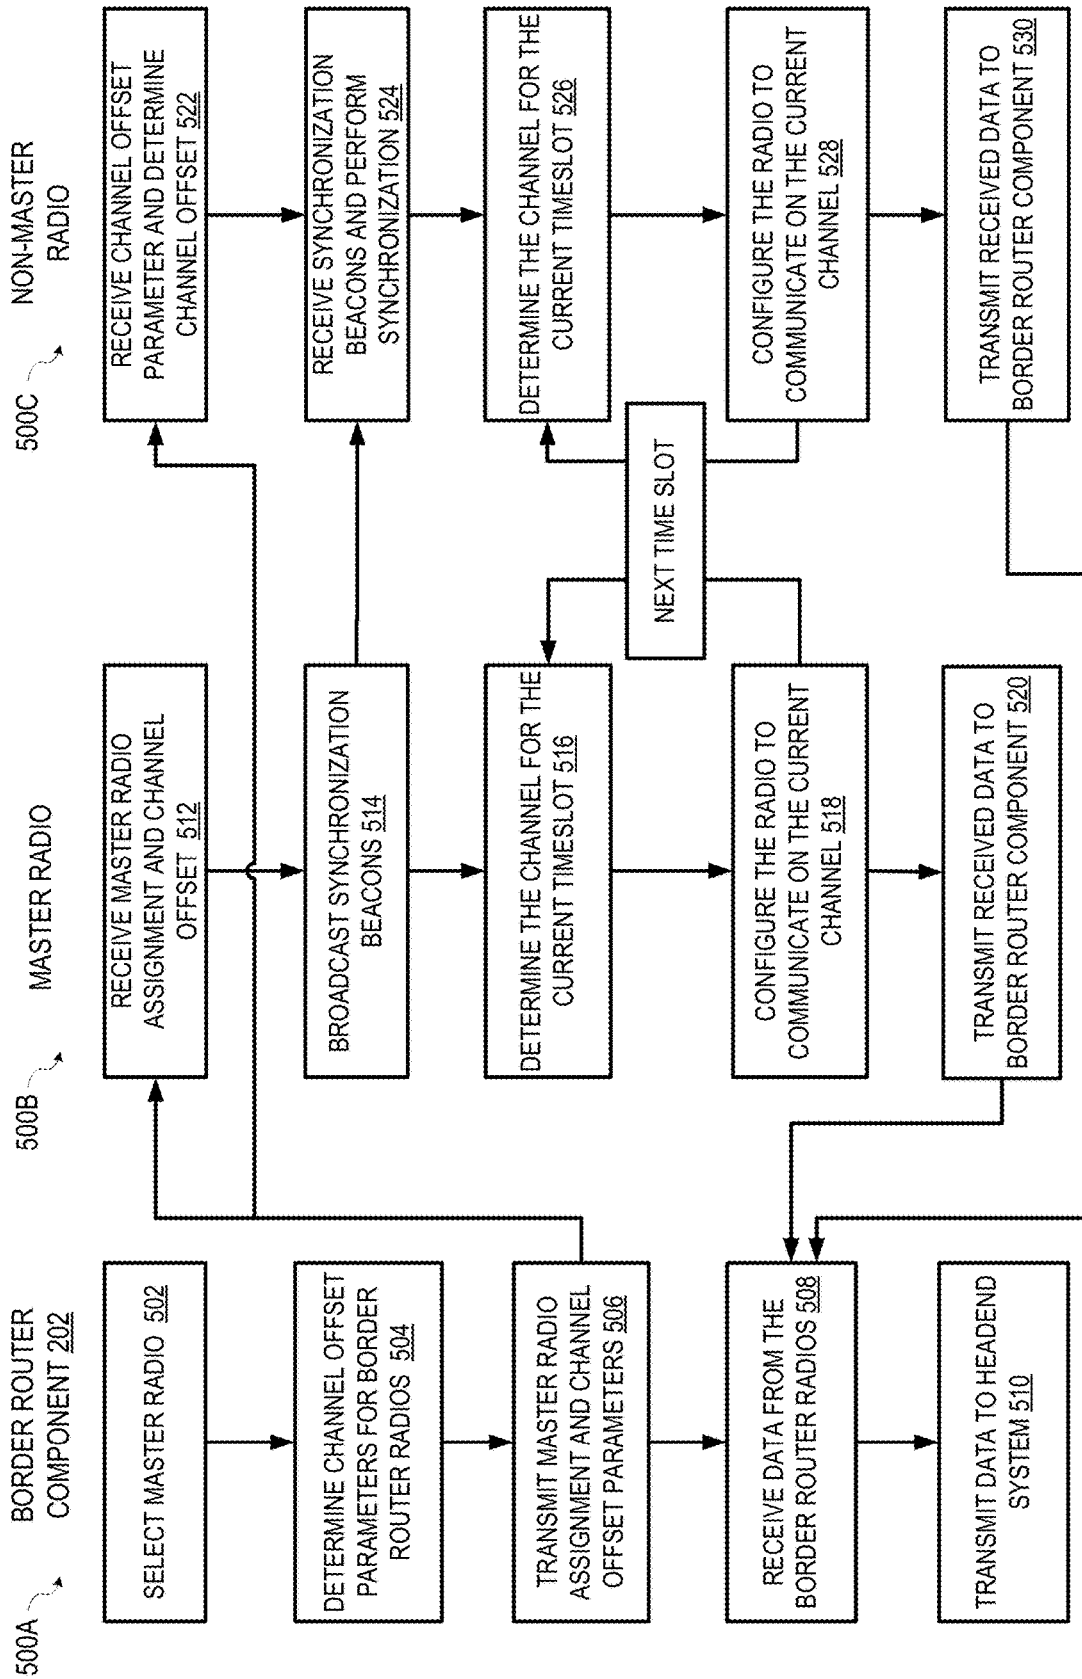 500A
BORDER ROUTER
COMPONENT 202
SELECT MASTER RADIO 502
DETERMINE CHANNEL OFFSET
PARAMETERS FOR BORDER
ROUTER RADIOS 504
TRANSMIT MASTER RADIO
ASSIGNMENT AND CHANNEL
OFFSET PARAMETERS 506
RECEIVE DATA FROM THE
BORDER ROUTER RADIOS 508
TRANSMIT DATA TO HEADEND
SYSTEM 510
500B
MASTER RADIO
RECEIVE MASTER RADIO
ASSIGNMENT AND CHANNEL
OFFSET 512
BROADCAST SYNCHRONIZATION
BEACONS 514
DETERMINE THE CHANNEL FOR THE
CURRENT TIMESLOT 516
CONFIGURE THE RADIO TO
COMMUNICATE ON THE CURRENT
CHANNEL 518
TRANSMIT RECEIVED DATA TO
BORDER ROUTER COMPONENT 520
NEXT TIME SLOT
500C
NON-MASTER
RADIO
RECEIVE CHANNEL OFFSET
PARAMETER AND DETERMINE
CHANNEL OFFSET 522
RECEIVE SYNCHRONIZATION
BEACONS AND PERFORM
SYNCHRONIZATION 524
DETERMINE THE CHANNEL FOR THE
CURRENT TIMESLOT 526
CONFIGURE THE RADIO TO
COMMUNICATE ON THE CURRENT
CHANNEL 528
TRANSMIT RECEIVED DATA TO
BORDER ROUTER COMPONENT 530